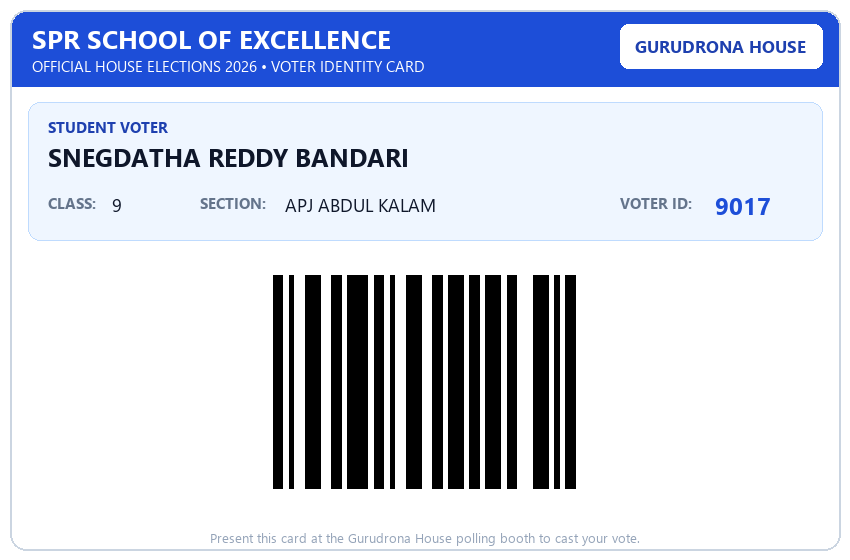 SPR SCHOOL OF EXCELLENCE
OFFICIAL HOUSE ELECTIONS 2026 • VOTER IDENTITY CARD
GURUDRONA HOUSE
STUDENT VOTER
SNEGDATHA REDDY BANDARI
CLASS: 9 SECTION: APJ ABDUL KALAM VOTER ID: 9017
Present this card at the Gurudrona House polling booth to cast your vote.